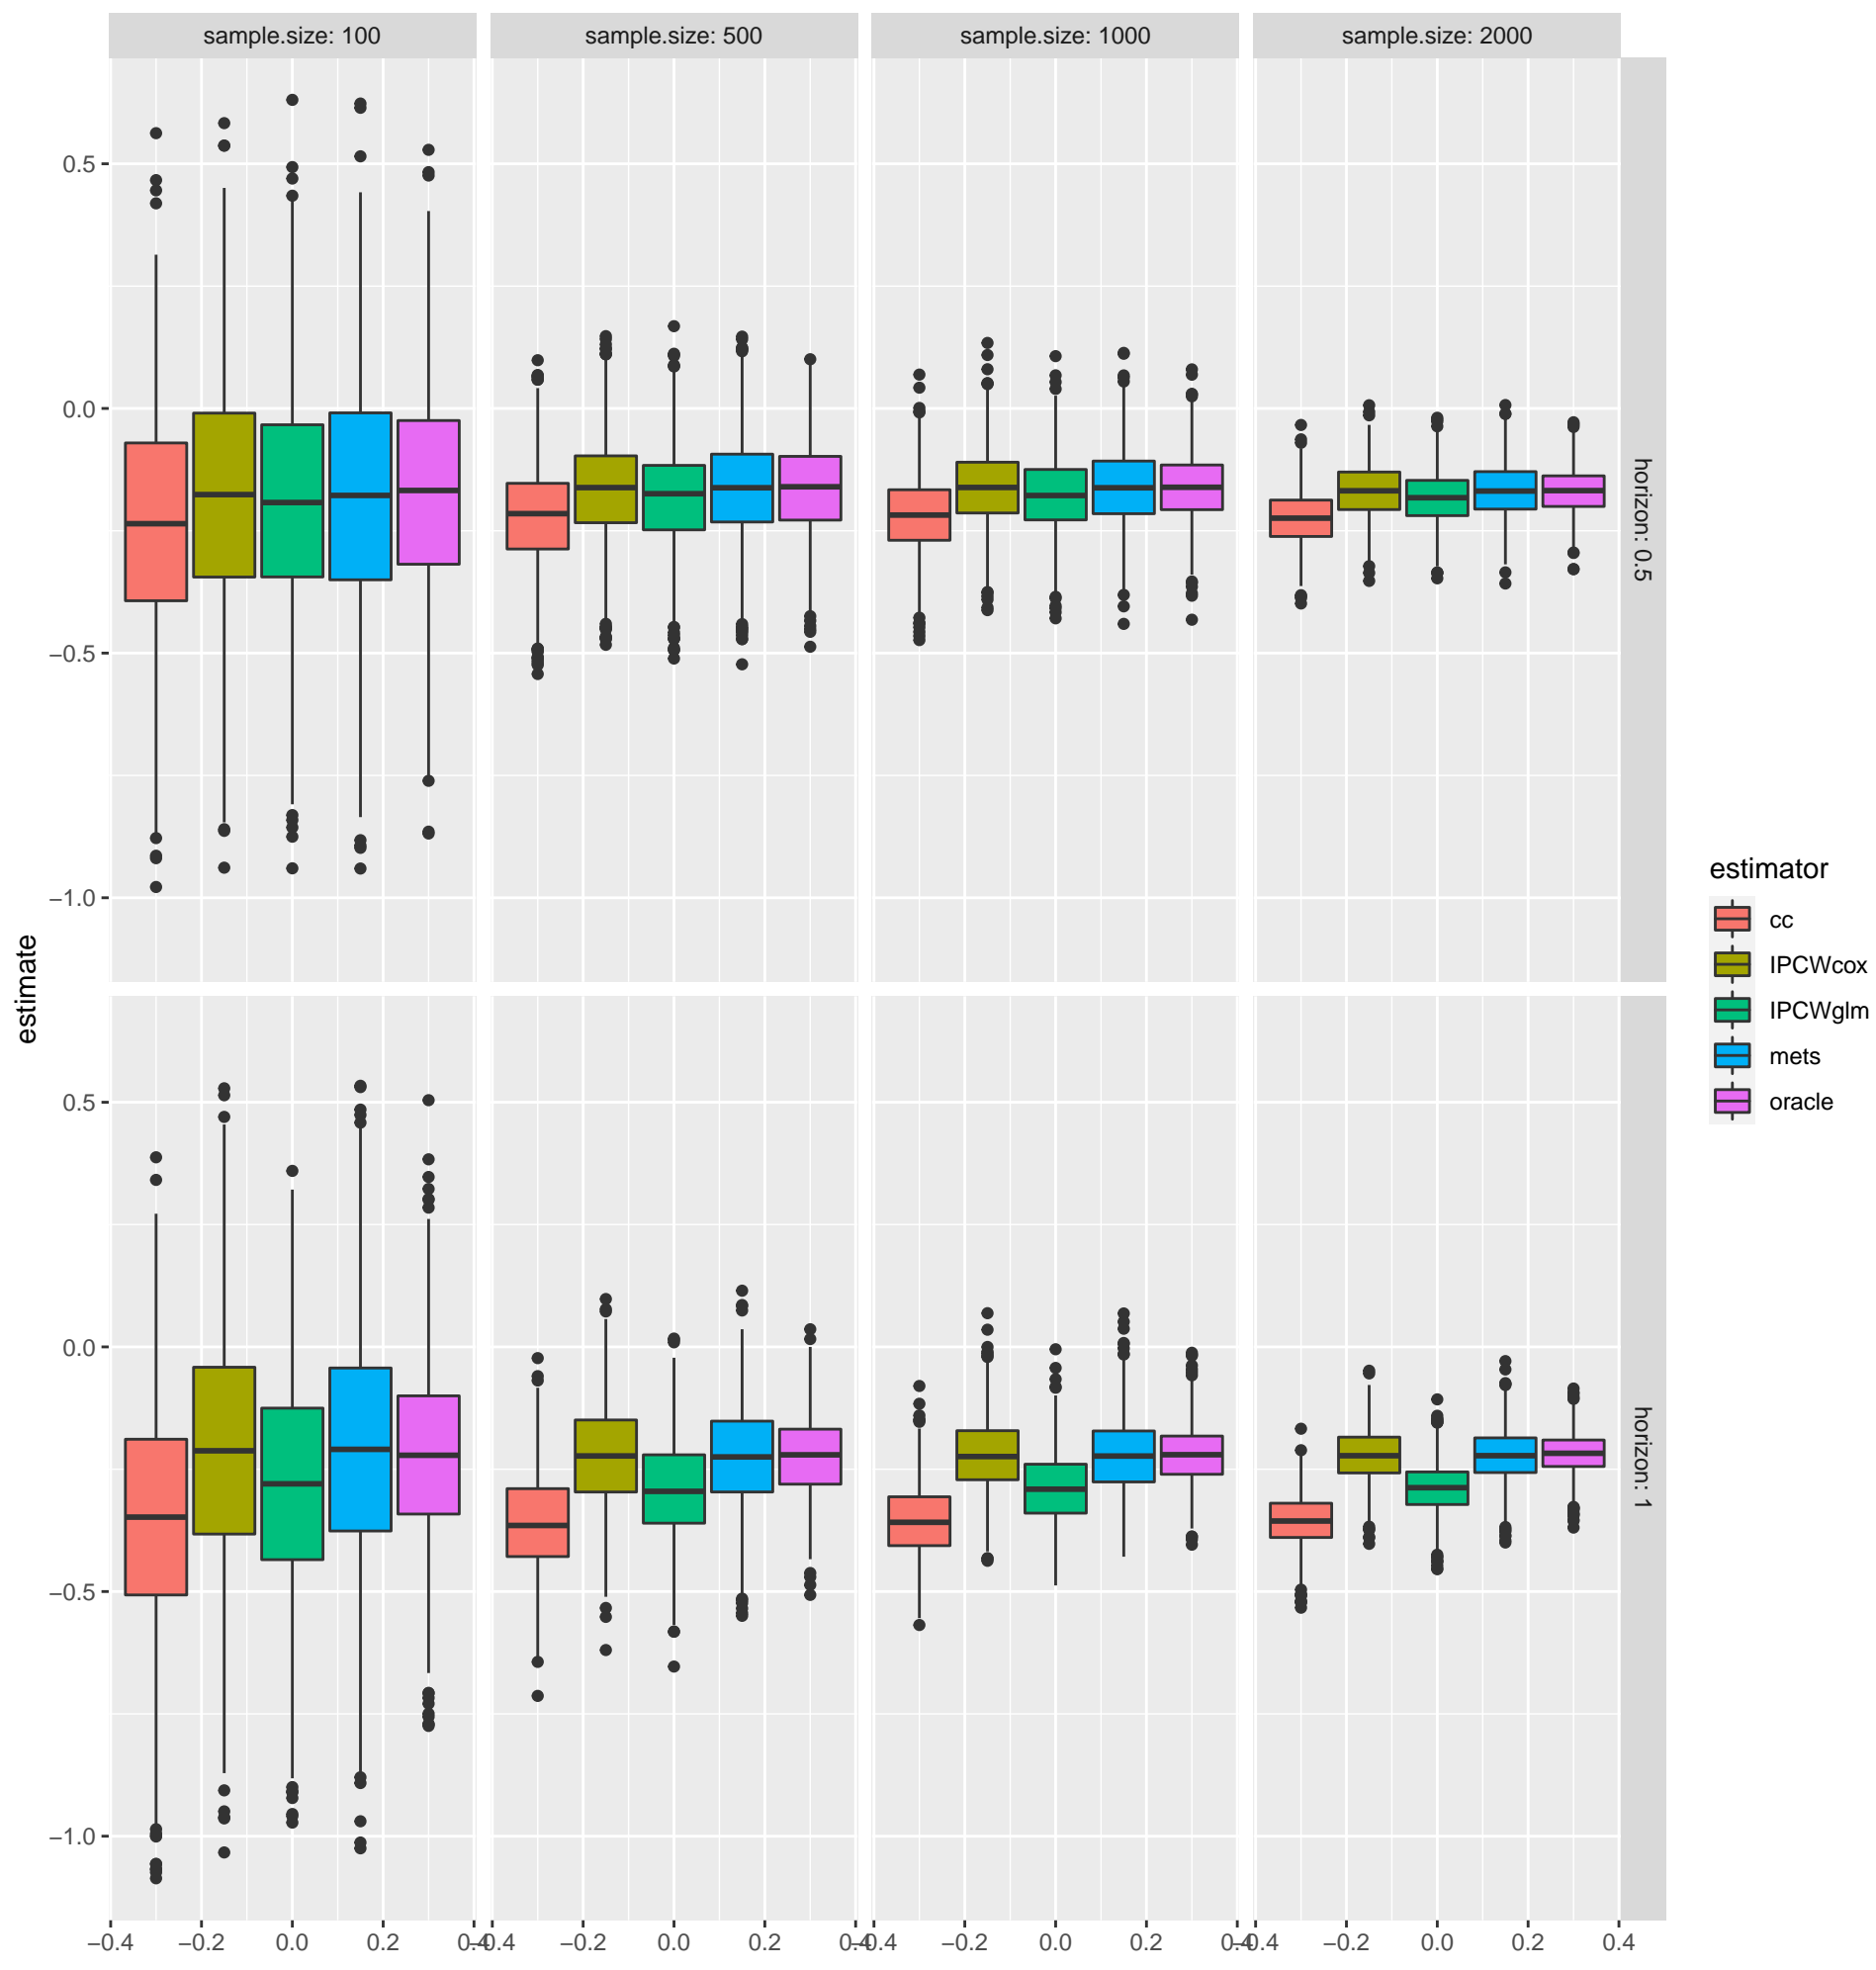 sample.size: 100
sample.size: 500
sample.size: 1000
sample.size: 2000
0.5
0.0
−0.5
−1.0
horizon: 0.5
estimate
0.5
0.0
−0.5
−1.0
horizon: 1
−0.4 −0.2 0.0 0.2 0.4
−0.4 −0.2 0.0 0.2 0.4
−0.4 −0.2 0.0 0.2 0.4
−0.4 −0.2 0.0 0.2 0.4
estimator
cc
IPCWcox
IPCWglm
mets
oracle